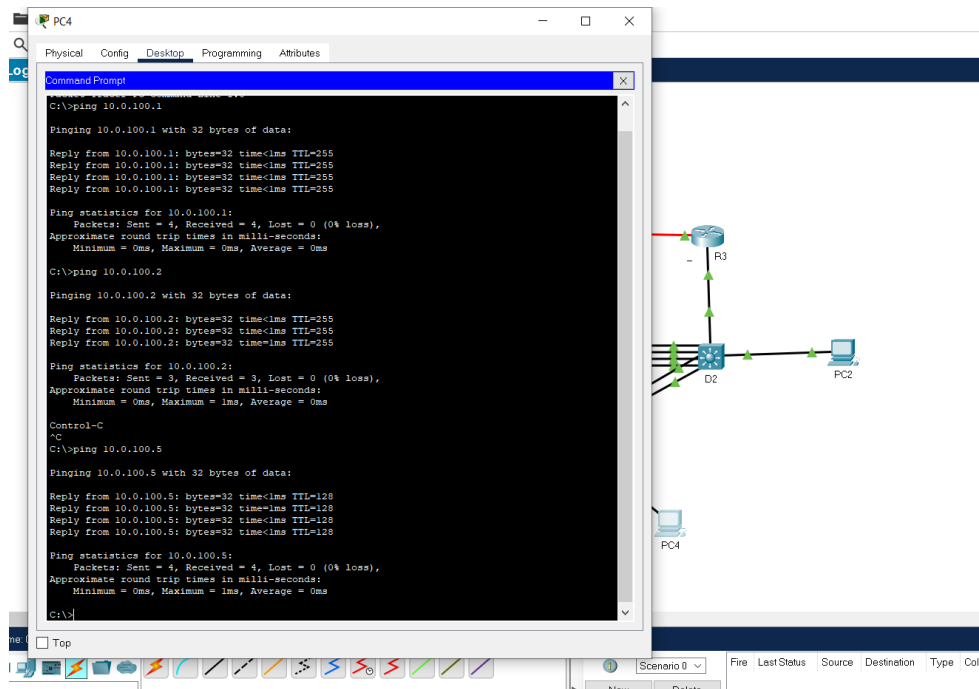 PC4
Physical Config Desktop Programming Attributes
Command Prompt
C:\>ping 10.0.100.1
Pinging 10.0.100.1 with 32 bytes of data:
Reply from 10.0.100.1: bytes=32 time<1ms TTL=255
Reply from 10.0.100.1: bytes=32 time<1ms TTL=255
Reply from 10.0.100.1: bytes=32 time<1ms TTL=255
Reply from 10.0.100.1: bytes=32 time<1ms TTL=255
Ping statistics for 10.0.100.1:
Packets: Sent = 4, Received = 4, Lost = 0 (0% loss),
Approximate round trip times in milli-seconds:
Minimum = 0ms, Maximum = 0ms, Average = 0ms
C:\>ping 10.0.100.2
Pinging 10.0.100.2 with 32 bytes of data:
Reply from 10.0.100.2: bytes=32 time<1ms TTL=255
Reply from 10.0.100.2: bytes=32 time<1ms TTL=255
Reply from 10.0.100.2: bytes=32 time=1ms TTL=255
Ping statistics for 10.0.100.2:
Packets: Sent = 3, Received = 3, Lost = 0 (0% loss),
Approximate round trip times in milli-seconds:
Minimum = 0ms, Maximum = 1ms, Average = 0ms
Control-C
^C
C:\>ping 10.0.100.5
Pinging 10.0.100.5 with 32 bytes of data:
Reply from 10.0.100.5: bytes=32 time<1ms TTL=128
Reply from 10.0.100.5: bytes=32 time=1ms TTL=128
Reply from 10.0.100.5: bytes=32 time<1ms TTL=128
Reply from 10.0.100.5: bytes=32 time<1ms TTL=128
Ping statistics for 10.0.100.5:
Packets: Sent = 4, Received = 4, Lost = 0 (0% loss),
Approximate round trip times in milli-seconds:
Minimum = 0ms, Maximum = 1ms, Average = 0ms
C:\>
Top
R3
D2
PC2
PC4
Scenario 0
Fire Last Status Source Destination Type